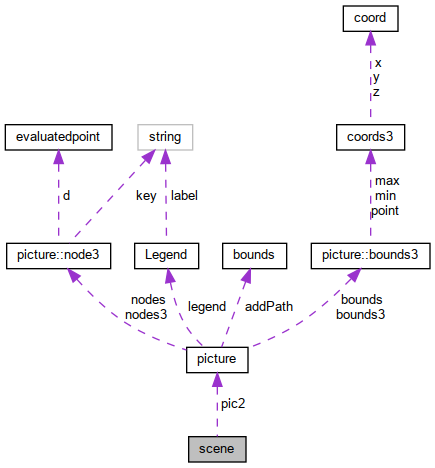 coord
x
y
z
evaluatedpoint
string
coords3
d
key
label
max
min
point
picture::node3
Legend
bounds
picture::bounds3
nodes
nodes3
legend
addPath
bounds
bounds3
picture
pic2
scene